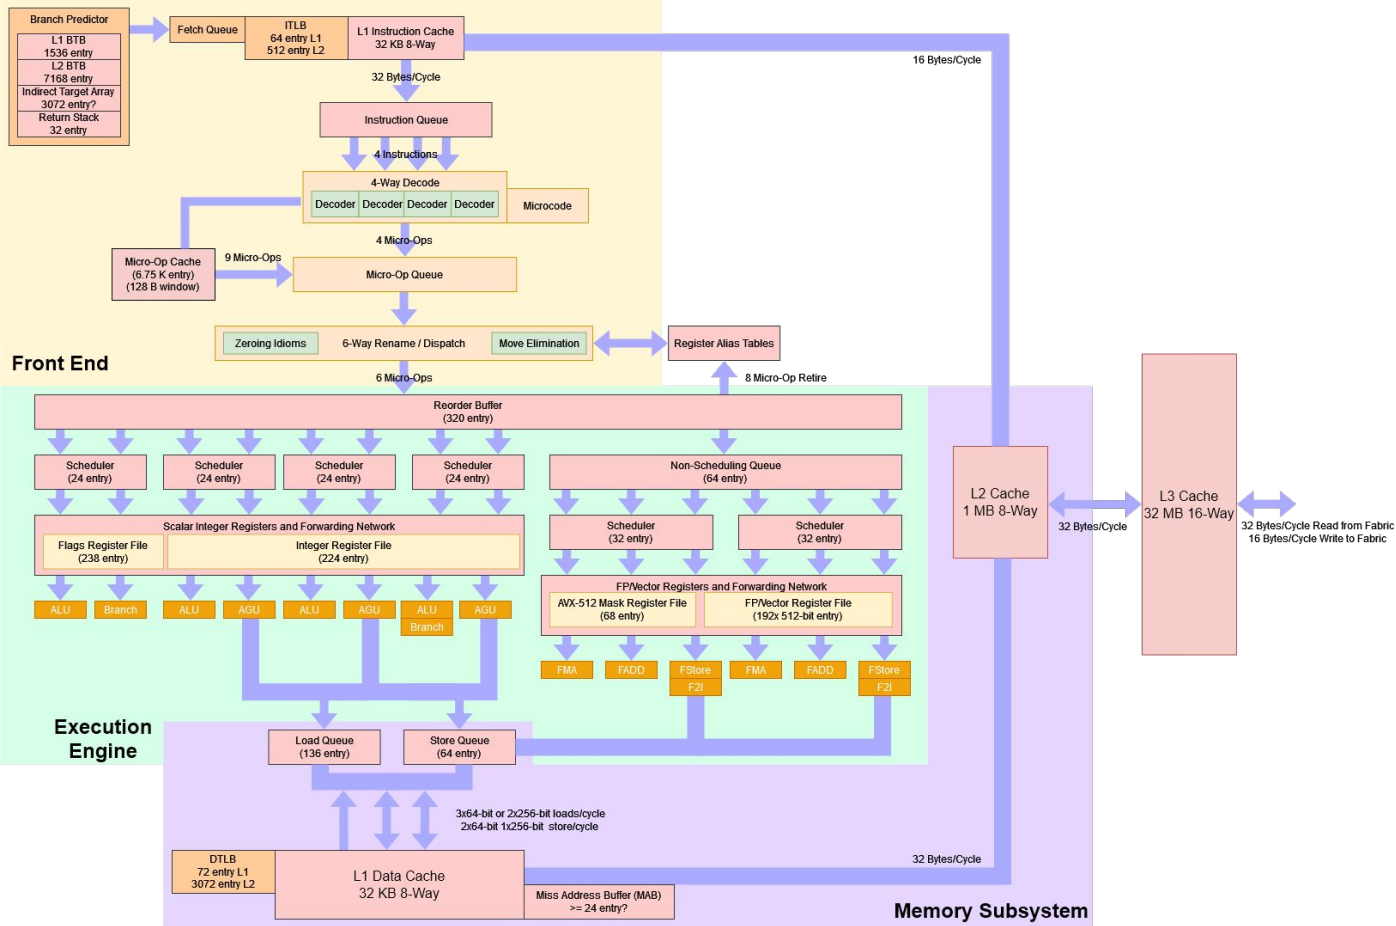 Branch Predictor
L1 BTB
1536 entry
L2 BTB
7168 entry
Indirect Target Array
3072 entry?
Return Stack
32 entry
Fetch Queue
ITLB
64 entry L1
512 entry L2
L1 Instruction Cache
32 KB 8-Way
16 Bytes/Cycle
32 Bytes/Cycle
Instruction Queue
4 Instructions
4-Way Decode
Decoder
Decoder
Decoder
Decoder
Microcode
4 Micro-Ops
Micro-Op Cache
(6.75 K entry)
(128 B window)
9 Micro-Ops
Micro-Op Queue
Zeroing Idioms
6-Way Rename / Dispatch
Move Elimination
Register Alias Tables
Front End
6 Micro-Ops
8 Micro-Op Retire
Reorder Buffer
(320 entry)
Scheduler
(24 entry)
Scheduler
(24 entry)
Scheduler
(24 entry)
Scheduler
(24 entry)
Non-Scheduling Queue
(64 entry)
Scheduler
(32 entry)
Scheduler
(32 entry)
Scalar Integer Registers and Forwarding Network
Flags Register File
(238 entry)
Integer Register File
(224 entry)
FP/Vector Registers and Forwarding Network
AVX-512 Mask Register File
(68 entry)
FP/Vector Register File
(192x 512-bit entry)
ALU
Branch
ALU
AGU
ALU
AGU
ALU
Branch
AGU
FMA
FADD
FStore
F2I
FMA
FADD
FStore
F2I
L2 Cache
1 MB 8-Way
32 Bytes/Cycle
L3 Cache
32 MB 16-Way
32 Bytes/Cycle Read from Fabric
16 Bytes/Cycle Write to Fabric
Execution
Engine
Load Queue
(136 entry)
Store Queue
(64 entry)
3x64-bit or 2x256-bit loads/cycle
2x64-bit 1x256-bit store/cycle
DTLB
72 entry L1
3072 entry L2
L1 Data Cache
32 KB 8-Way
32 Bytes/Cycle
Miss Address Buffer (MAB)
>= 24 entry?
Memory Subsystem